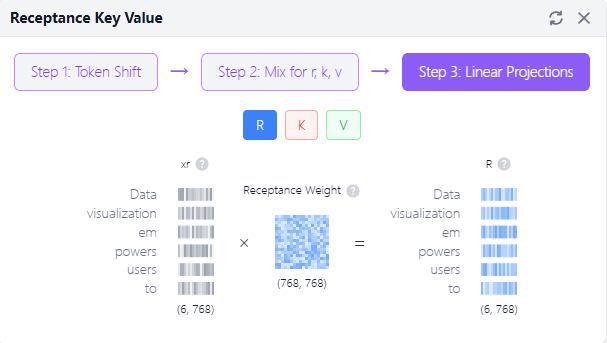 Receptance Key Value
Step 1: Token Shift → Step 2: Mix for r, k, v → Step 3: Linear Projections
R K V
xr ? Receptance Weight ? R ?
Data Data
visualization visualization
em em
powers × = powers
users users
to to
(6, 768) (768, 768) (6, 768)